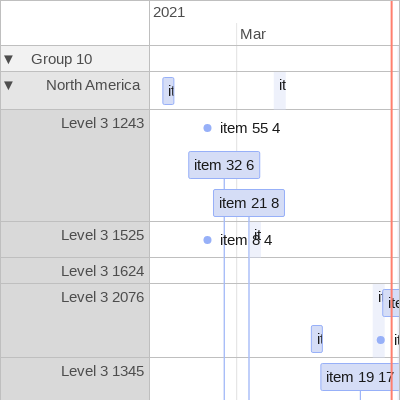 2021
Mar
▼ Group 10
▼ North America
it
it
Level 3 1243
item 55 4
item 32 6
item 21 8
Level 3 1525
item 8 4
it
Level 3 1624
Level 3 2076
it
ite
it
it
Level 3 1345
item 19 17